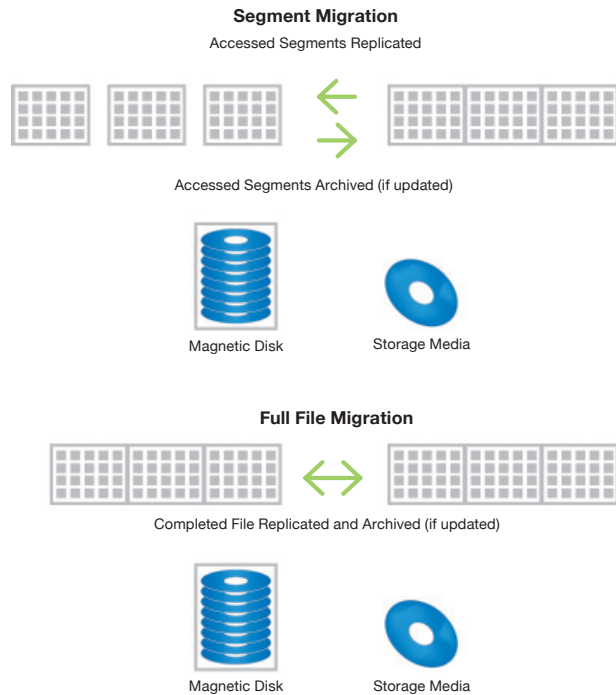 Segment Migration
Accessed Segments Replicated
Accessed Segments Archived (if updated)
Magnetic Disk
Storage Media
Full File Migration
Completed File Replicated and Archived (if updated)
Magnetic Disk
Storage Media